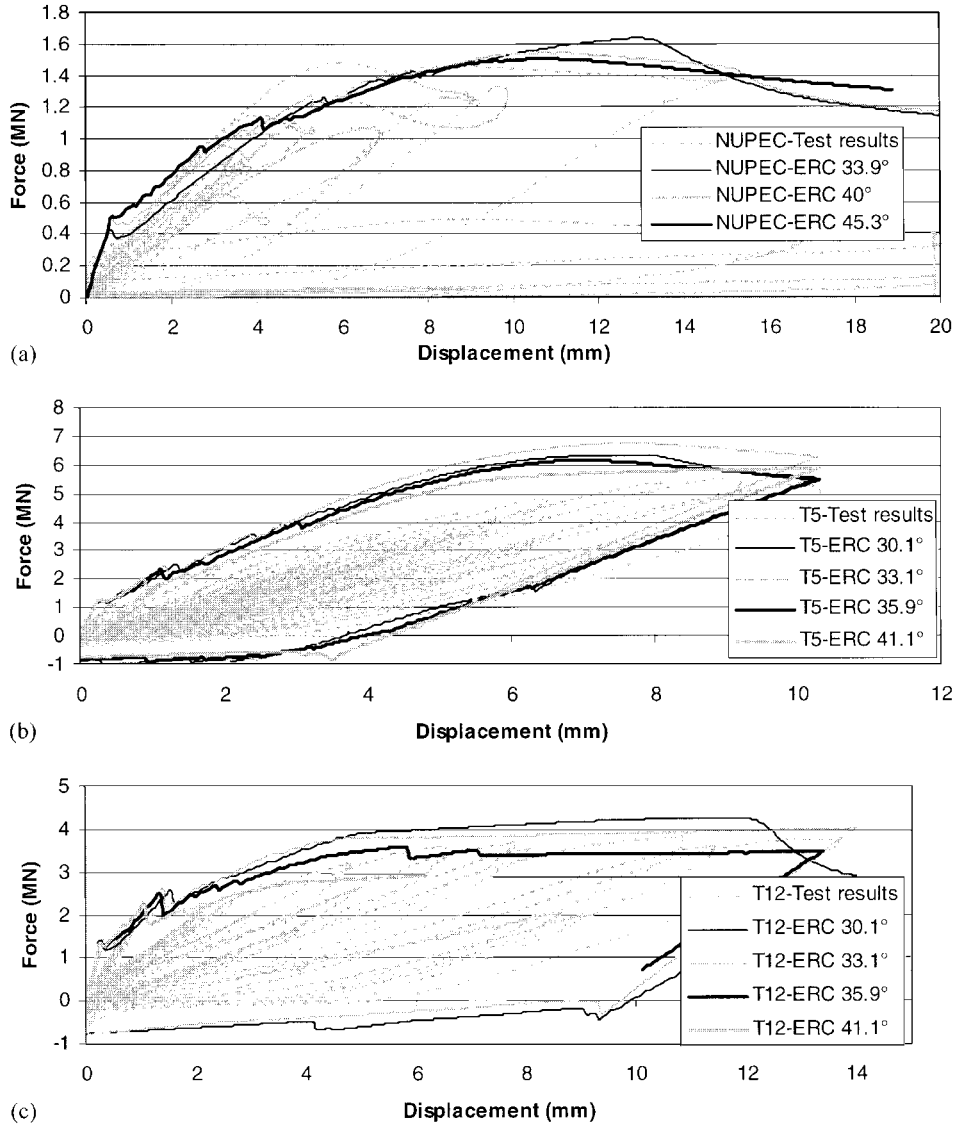 1.8
1.6
1.4
1.2
1
0.8
0.6
0.4
0.2
0
Force (MN)
NUPEC-Test results
NUPEC-ERC 33.9°
NUPEC-ERC 40°
NUPEC-ERC 45.3°
0 2 4 6 8 10 12 14 16 18 20
Displacement (mm)
(a)
8
7
6
5
4
3
2
1
0
-1
Force (MN)
T5-Test results
T5-ERC 30.1°
T5-ERC 33.1°
T5-ERC 35.9°
T5-ERC 41.1°
0 2 4 6 8 10 12
Displacement (mm)
(b)
5
4
3
2
1
0
-1
Force (MN)
T12-Test results
T12-ERC 30.1°
T12-ERC 33.1°
T12-ERC 35.9°
T12-ERC 41.1°
0 2 4 6 8 10 12 14
Displacement (mm)
(c)